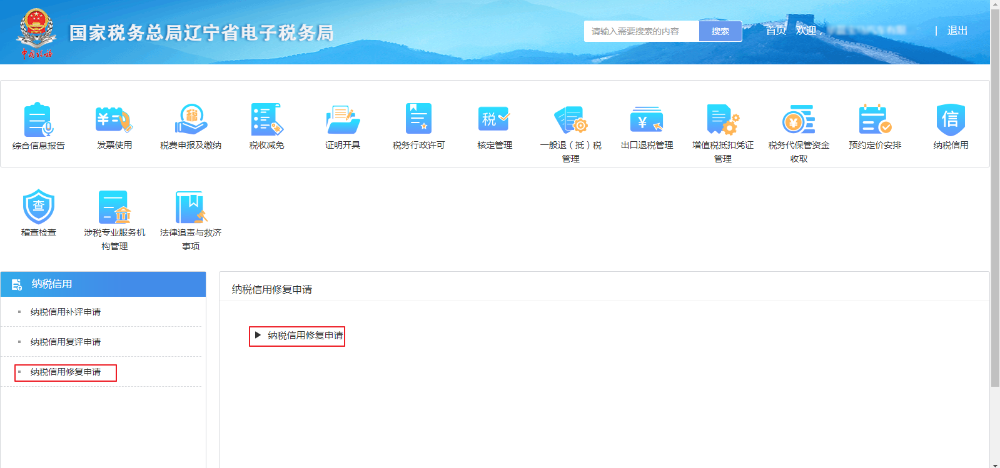 国家税务总局辽宁省电子税务局
中国税务
请输入需要搜索的内容 搜索
首页 欢迎， | 退出
综合信息报告 发票使用 税费申报及缴纳 税收减免 证明开具 税务行政许可 核定管理 一般退（抵）税管理 出口退税管理 增值税抵扣凭证管理 税务代保管资金收取 预约定价安排 纳税信用
税
税
信
查
稽查检查 涉税专业服务机构管理 法律追责与救济事项
纳税信用
纳税信用补评申请
纳税信用复评申请
纳税信用修复申请
纳税信用修复申请
纳税信用修复申请